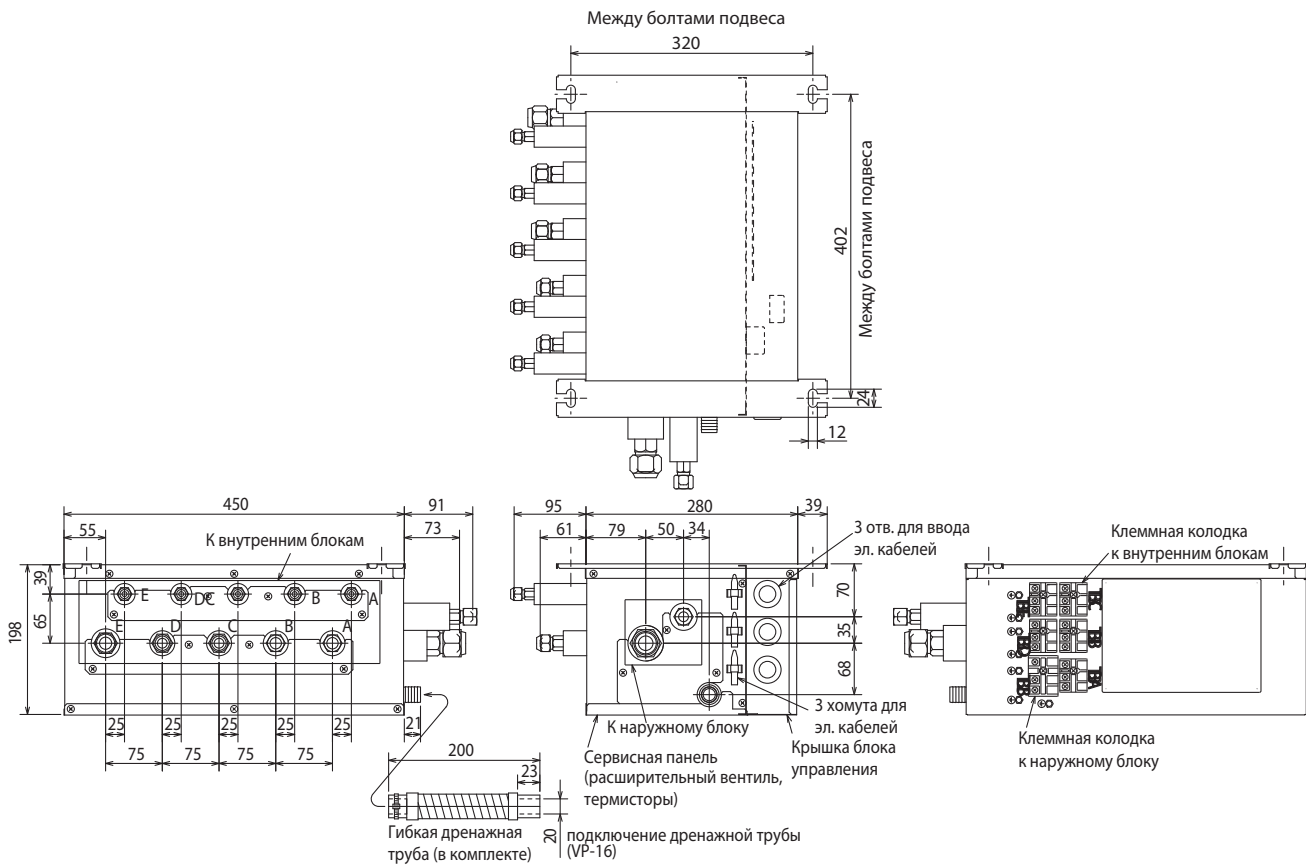 Между болтами подвеса
320
402
Между болтами подвеса
24
12
450
91
73
55
К внутренним блокам
39
65
198
E
D
C
B
A
E
D
C
B
A
25
25
25
25
25
21
75
75
75
75
200
23
20
Гибкая дренажная
труба (в комплекте)
подключение дренажной трубы
(VP-16)
95
280
39
61
79
50
34
3 отв. для ввода
эл. кабелей
70
35
68
3 хомута для
эл. кабелей
К наружному блоку
Крышка блока
управления
Сервисная панель
(расширительный вентиль,
термисторы)
Клеммная колодка
к внутренним блокам
Клеммная колодка
к наружному блоку